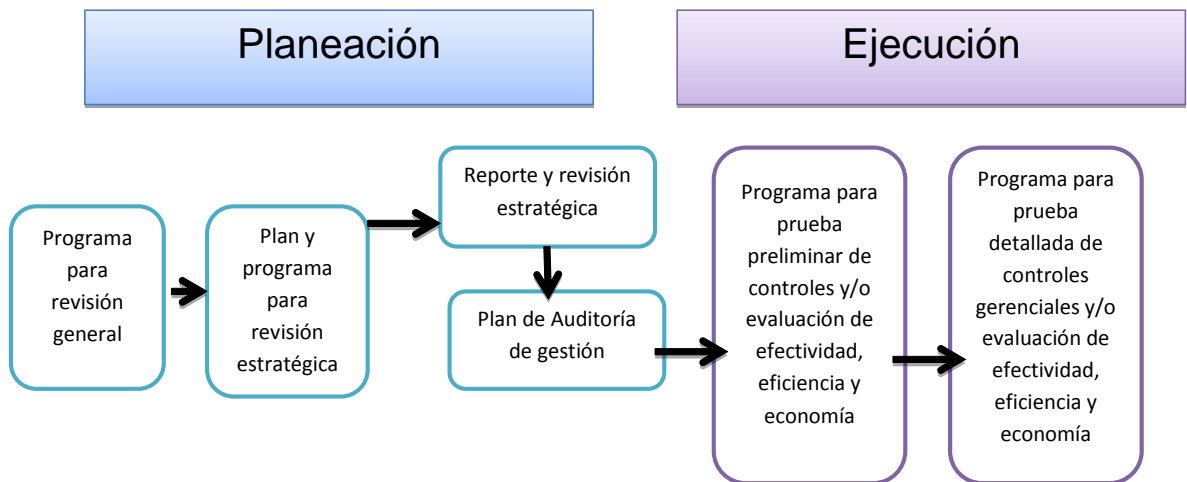 Planeación
Ejecución
Programa
para
revisión
general
Plan y
programa
para
revisión
estratégica
Reporte y revisión
estratégica
Plan de Auditoría
de gestión
Programa para
prueba
preliminar de
controles y/o
evaluación de
efectividad,
eficiencia y
economía
Programa para
prueba
detallada de
controles
gerenciales y/o
evaluación de
efectividad,
eficiencia y
economía